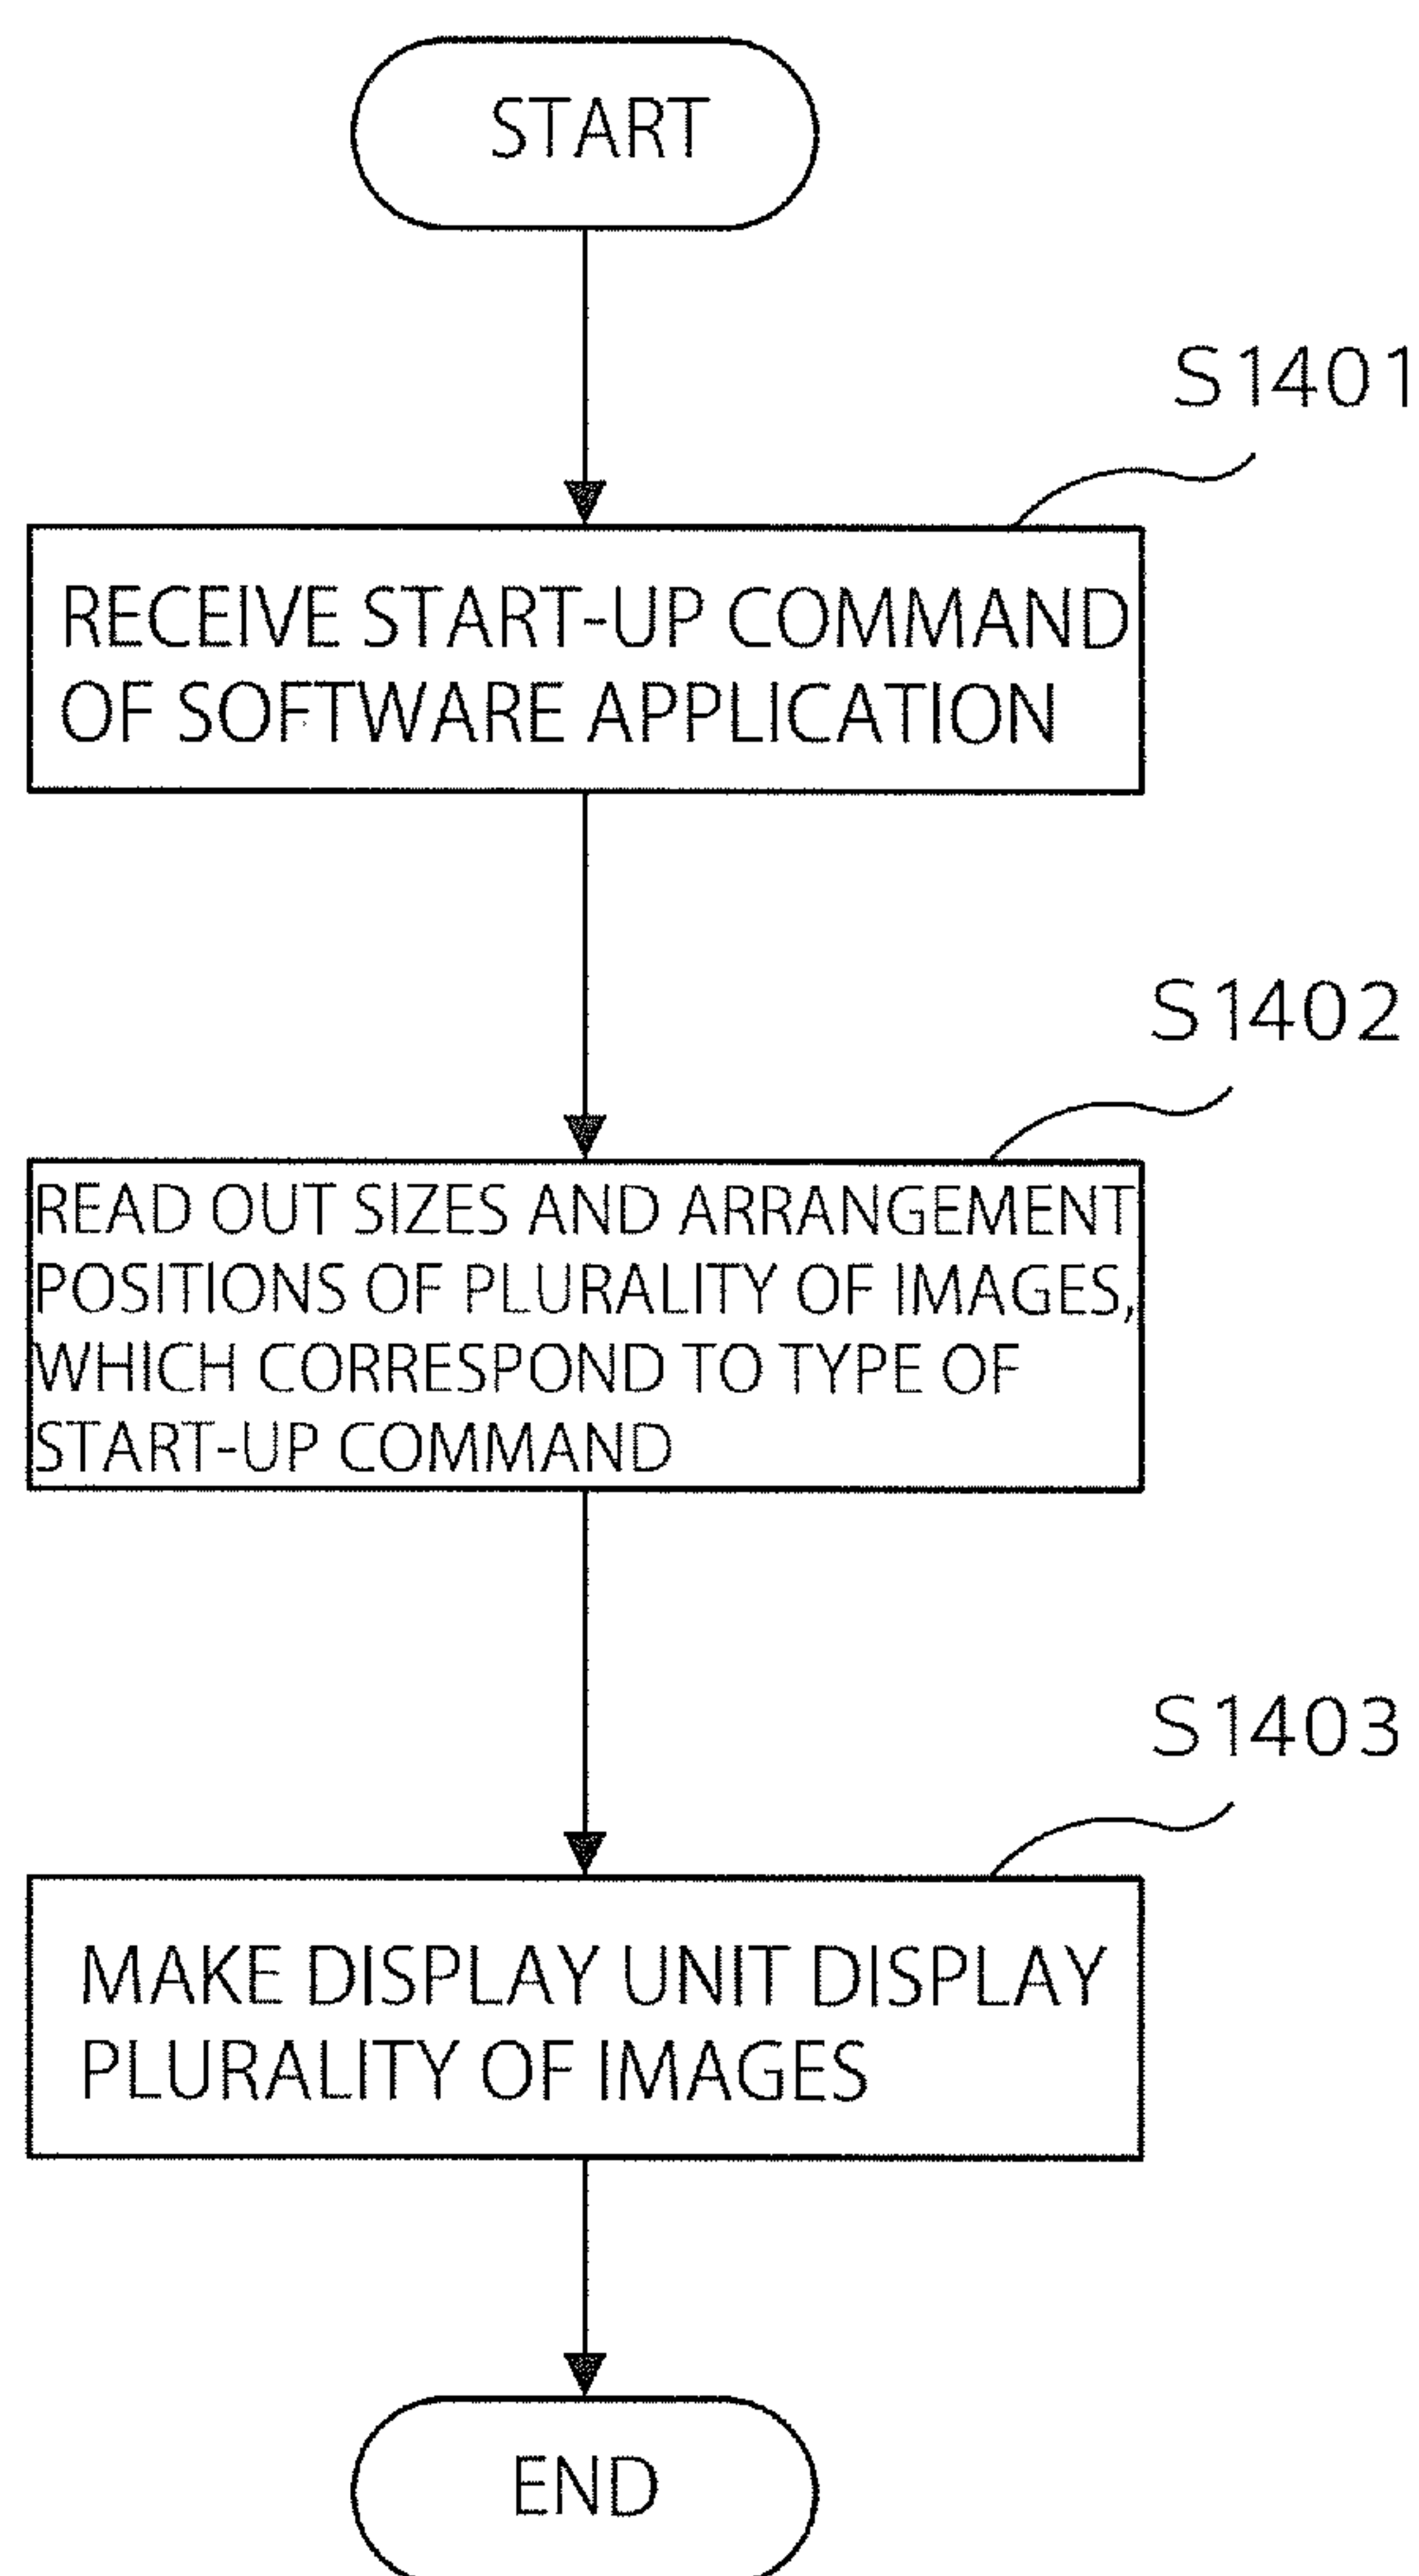 START
S1401
RECEIVE START-UP COMMAND
OF SOFTWARE APPLICATION
S1402
READ OUT SIZES AND ARRANGEMENT
POSITIONS OF PLURALITY OF IMAGES,
WHICH CORRESPOND TO TYPE OF
START-UP COMMAND
S1403
MAKE DISPLAY UNIT DISPLAY
PLURALITY OF IMAGES
END